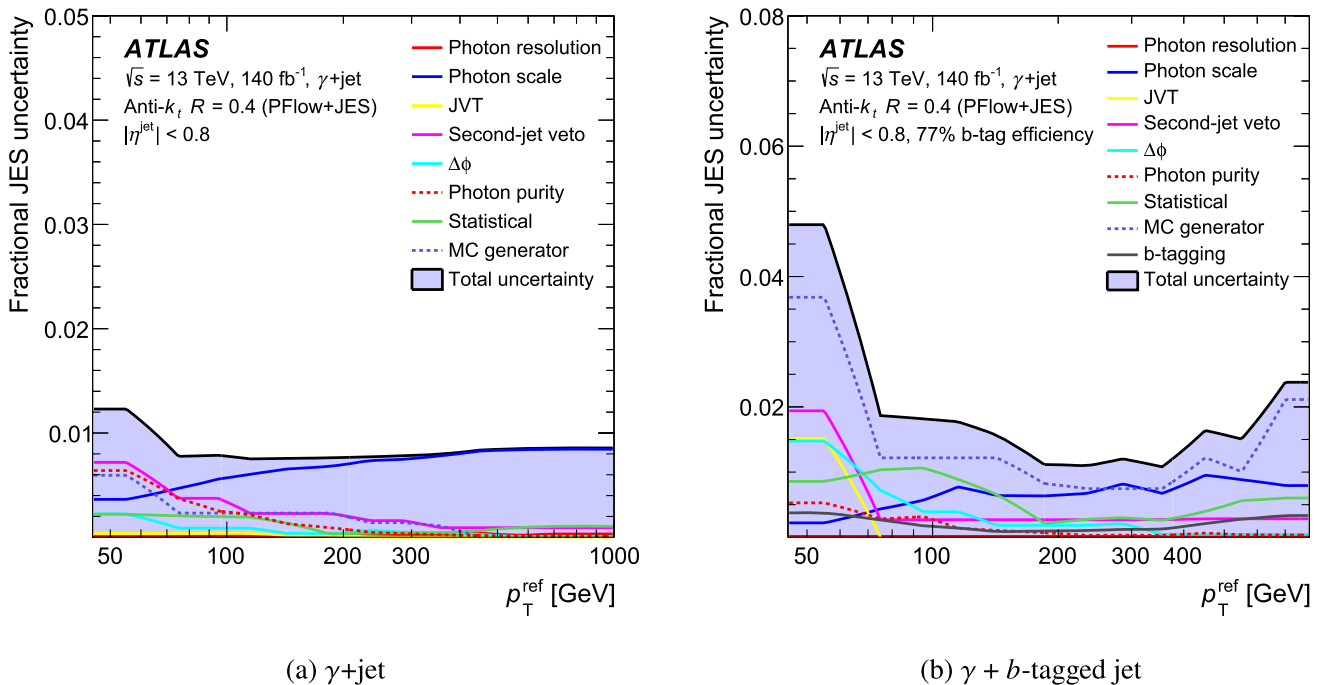 Fractional JES uncertainty
0.05
0.04
0.03
0.02
0.01
ATLAS
√s = 13 TeV, 140 fb⁻¹, γ+jet
Anti-kₜ R = 0.4 (PFlow+JES)
|η^jet| < 0.8
Photon resolution
Photon scale
JVT
Second-jet veto
Δϕ
Photon purity
Statistical
MC generator
Total uncertainty
50 100 200 300 1000
p_T^ref [GeV]
(a) γ+jet
Fractional JES uncertainty
0.08
0.06
0.04
0.02
ATLAS
√s = 13 TeV, 140 fb⁻¹, γ+jet
Anti-kₜ R = 0.4 (PFlow+JES)
|η^jet| < 0.8, 77% b-tag efficiency
Photon resolution
Photon scale
JVT
Second-jet veto
Δϕ
Photon purity
Statistical
MC generator
b-tagging
Total uncertainty
50 100 200 300 400
p_T^ref [GeV]
(b) γ + b-tagged jet